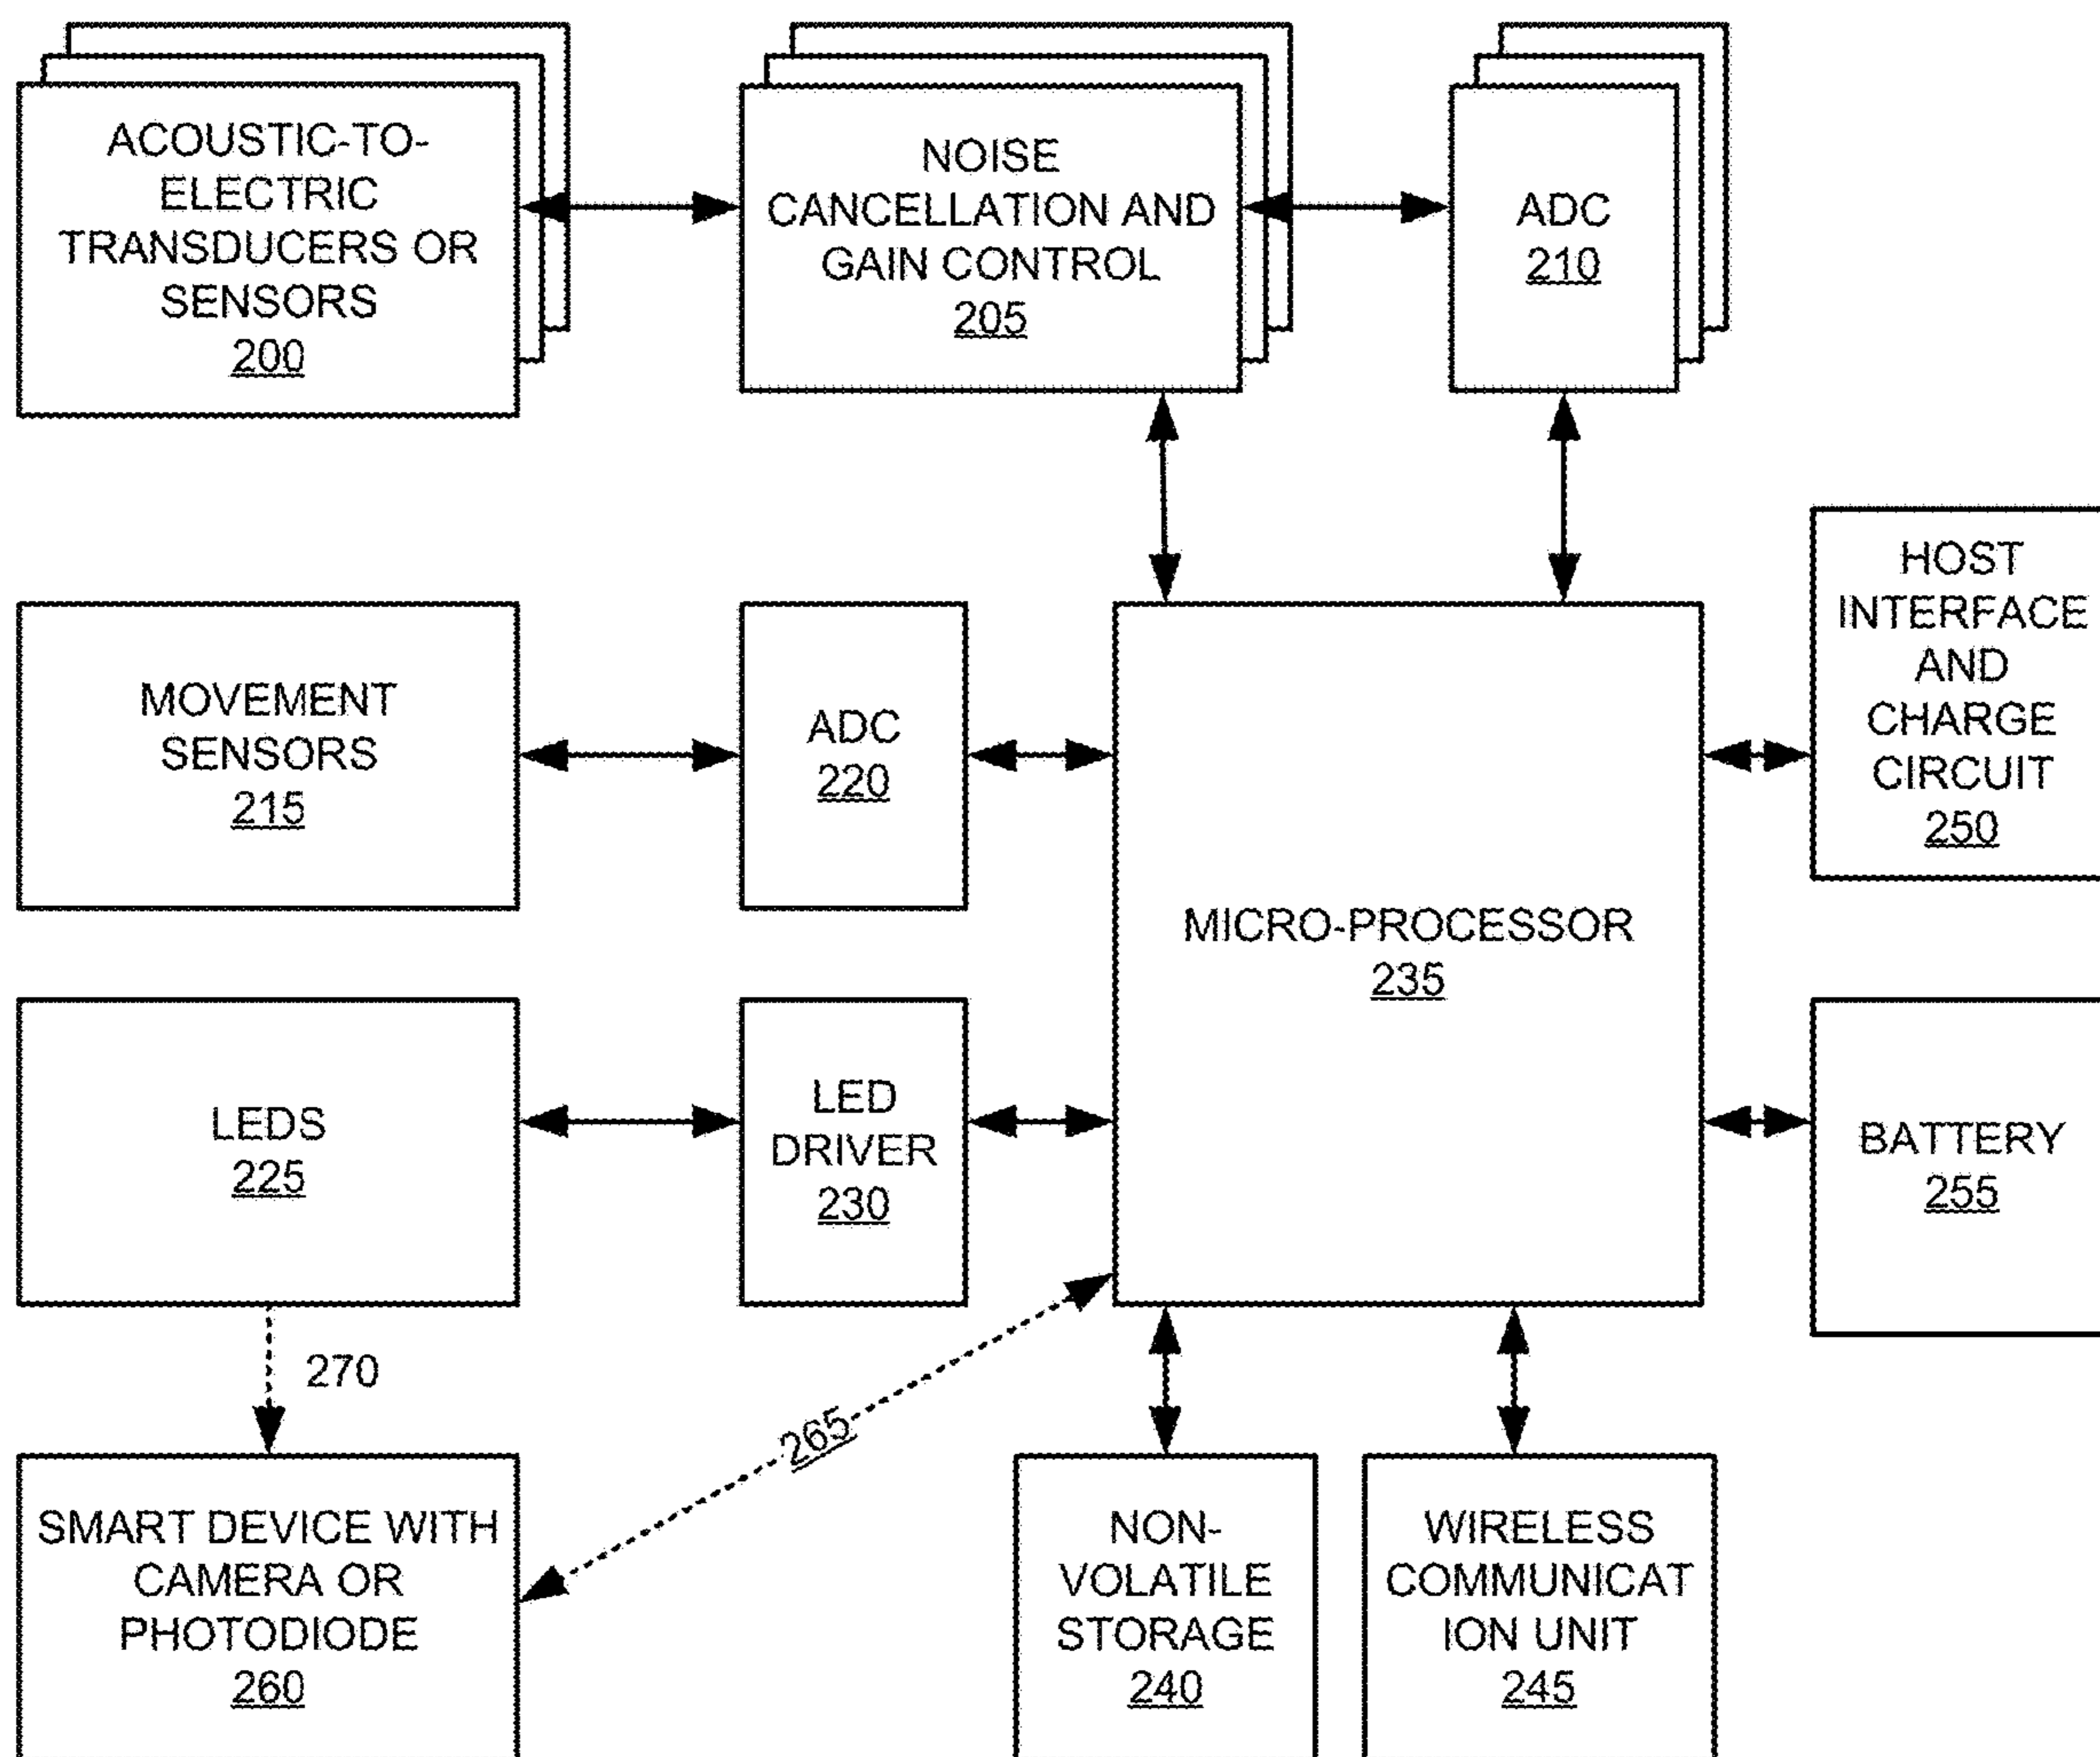 ACOUSTIC-TO-
ELECTRIC
TRANSDUCERS OR
SENSORS
200
NOISE
CANCELLATION AND
GAIN CONTROL
205
ADC
210
MOVEMENT
SENSORS
215
ADC
220
MICRO-PROCESSOR
235
HOST
INTERFACE
AND
CHARGE
CIRCUIT
250
LEDS
225
LED
DRIVER
230
BATTERY
255
270
265
SMART DEVICE WITH
CAMERA OR
PHOTODIODE
260
NON-
VOLATILE
STORAGE
240
WIRELESS
COMMUNICAT
ION UNIT
245